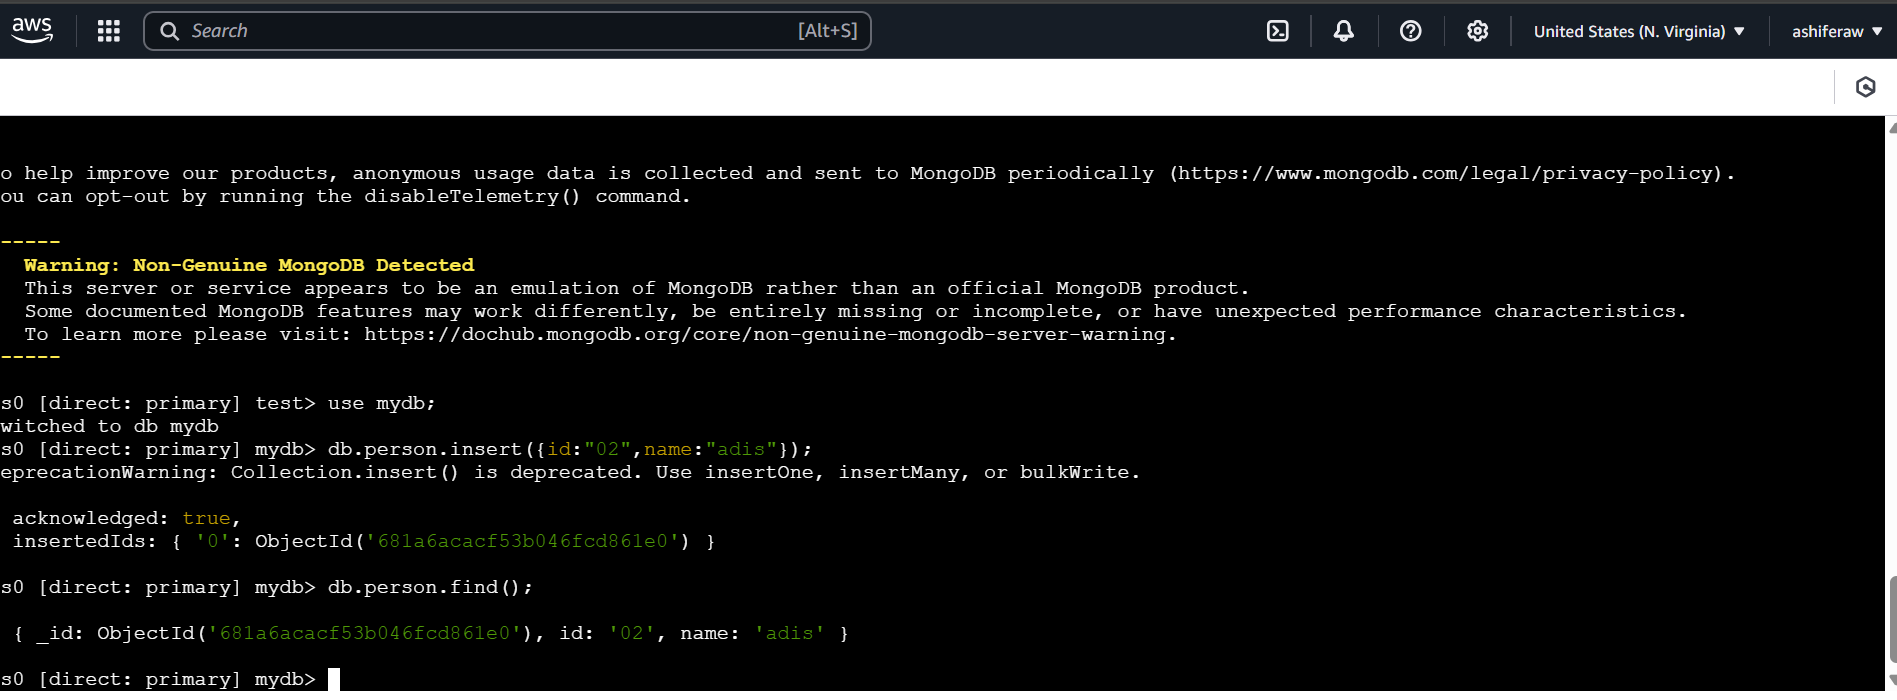 aws
Search [Alt+S] United States (N. Virginia) ashiferaw
o help improve our products, anonymous usage data is collected and sent to MongoDB periodically (https://www.mongodb.com/legal/privacy-policy).
ou can opt-out by running the disableTelemetry() command.
-----
Warning: Non-Genuine MongoDB Detected
This server or service appears to be an emulation of MongoDB rather than an official MongoDB product.
Some documented MongoDB features may work differently, be entirely missing or incomplete, or have unexpected performance characteristics.
To learn more please visit: https://dochub.mongodb.org/core/non-genuine-mongodb-server-warning.
-----
s0 [direct: primary] test> use mydb;
witched to db mydb
s0 [direct: primary] mydb> db.person.insert({id:"02",name:"adis"});
eprecationWarning: Collection.insert() is deprecated. Use insertOne, insertMany, or bulkWrite.
acknowledged: true,
insertedIds: { '0': ObjectId('681a6acacf53b046fcd861e0') }
s0 [direct: primary] mydb> db.person.find();
{ _id: ObjectId('681a6acacf53b046fcd861e0'), id: '02', name: 'adis' }
s0 [direct: primary] mydb>